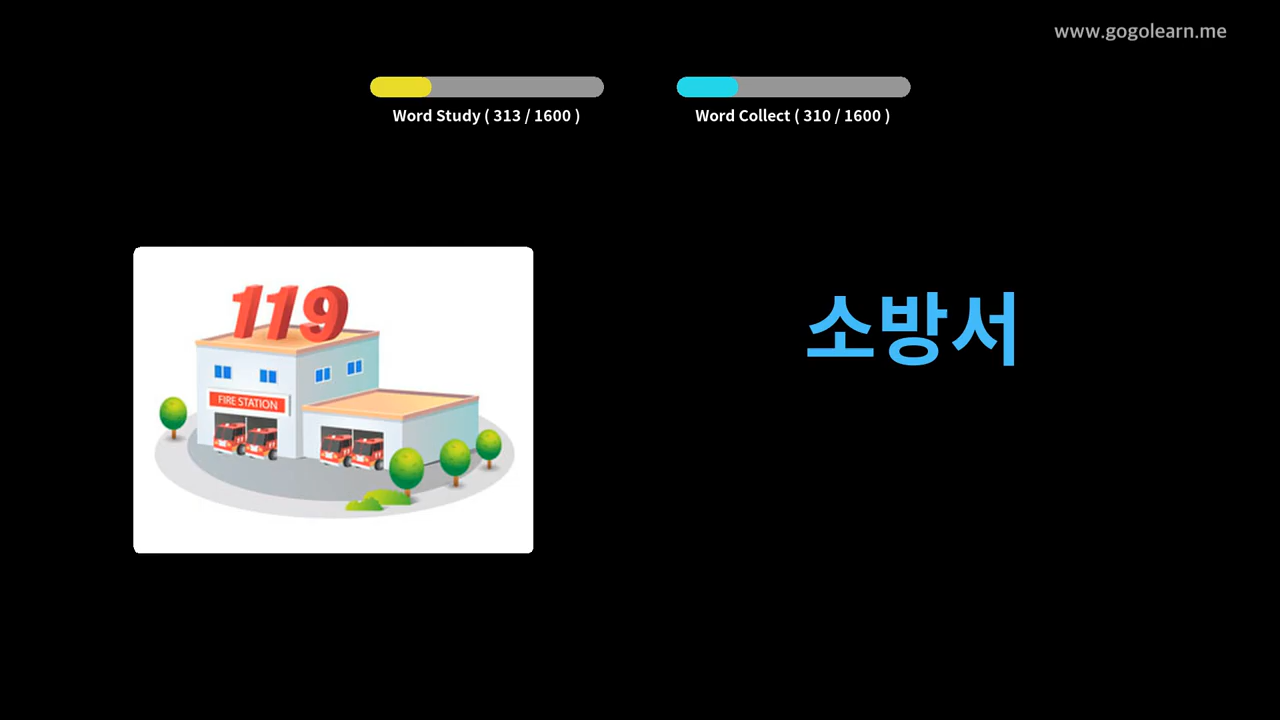 www.gogolearn.me
Word Study ( 313 / 1600 )
Word Collect ( 310 / 1600 )
119
FIRE STATION
소방서